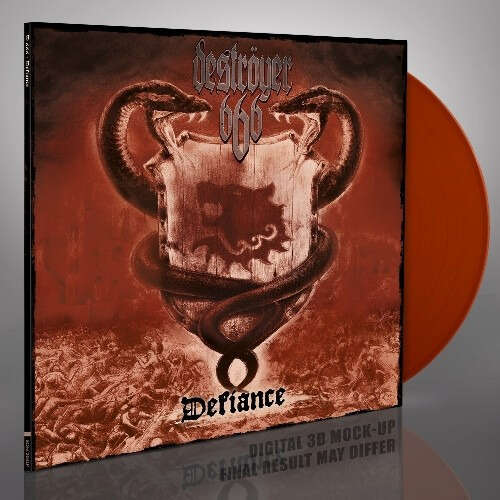 deströyer
666
Defiance
DIGITAL 3D MOCK-UP
FINAL RESULT MAY DIFFER